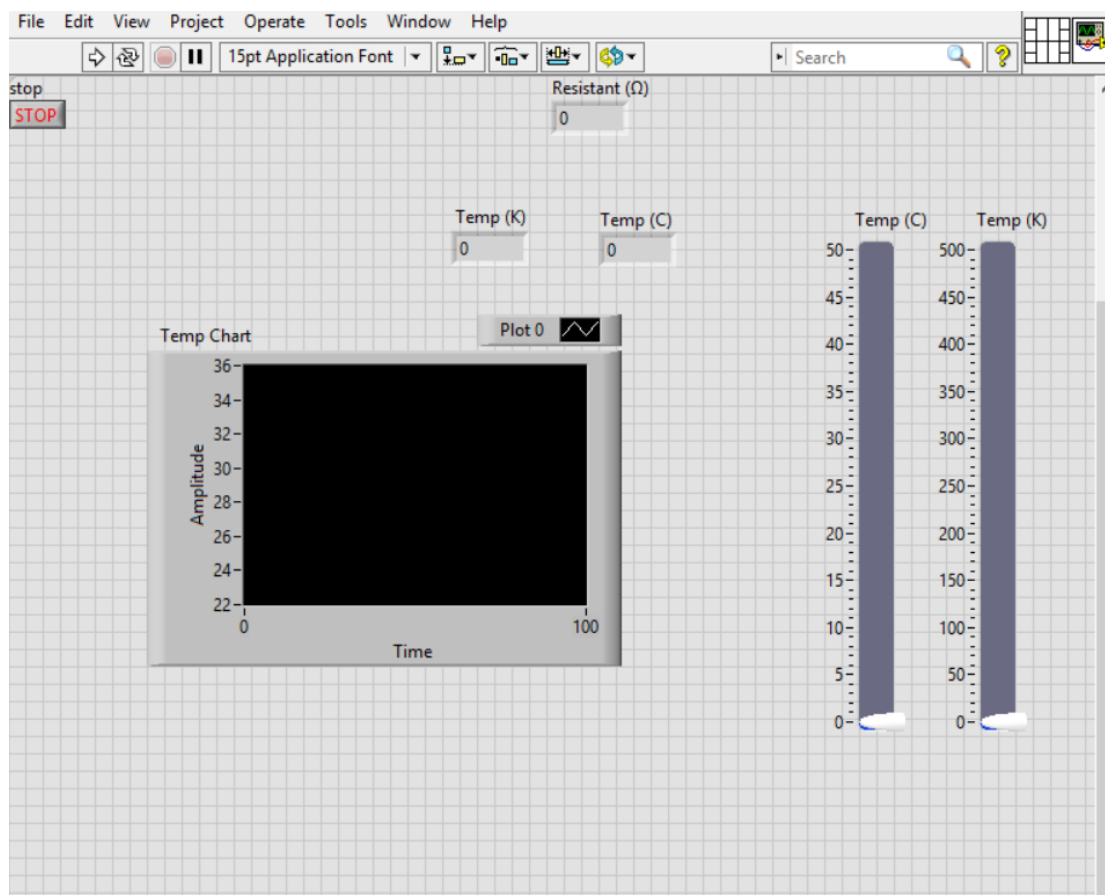 File Edit View Project Operate Tools Window Help
15pt Application Font Search ?
stop
STOP
Resistant (Ω)
0
Temp (K) Temp (C)
0 0
Temp (C) Temp (K)
50 500
45 450
40 400
35 350
30 300
25 250
20 200
15 150
10 100
5 50
0 0
Temp Chart
Plot 0
Amplitude
36
34
32
30
28
26
24
22
0 100
Time